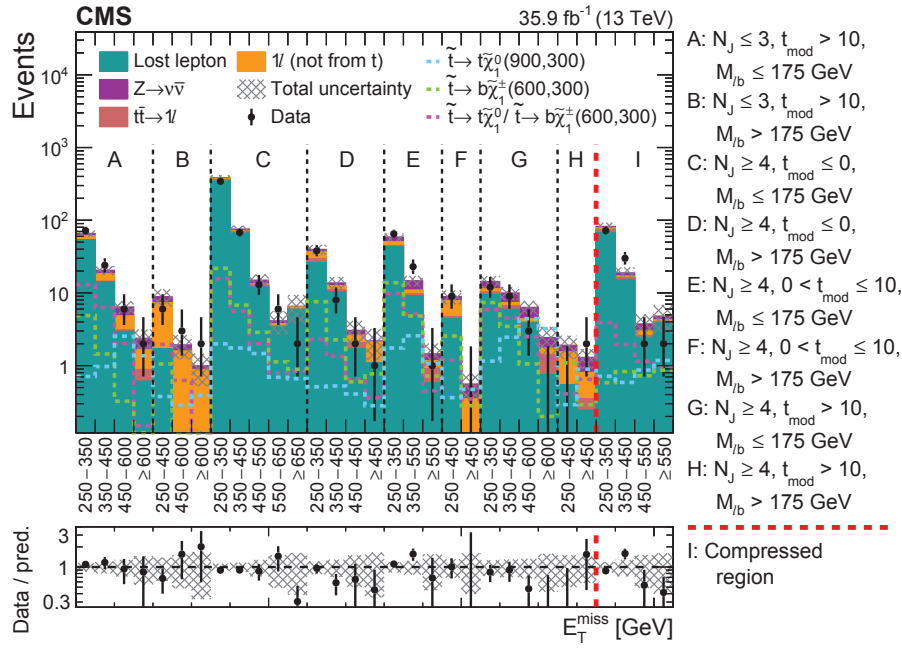 CMS 35.9 fb⁻¹ (13 TeV)
Events
10⁴
10³
10²
10
1
Lost lepton
Z→νν̄
tt̄→1l
1l (not from t)
Total uncertainty
Data
t̃→ tχ̃₁⁰(900,300)
t̃→ bχ̃₁±(600,300)
t̃→ tχ̃₁⁰/ t̃→ bχ̃₁±(600,300)
A B C D E F G H I
250−350
350−450
450−600
≥600
250−450
450−600
≥600
250−350
350−450
450−550
550−650
≥650
250−350
350−450
450−550
≥550
250−350
350−550
≥550
250−450
≥450
250−350
350−450
450−600
≥600
250−450
≥450
250−350
350−450
450−550
≥550
Data / pred.
3
1
0.3
E_T^miss [GeV]
A: N_J ≤ 3, t_mod > 10,
M_lb ≤ 175 GeV
B: N_J ≤ 3, t_mod > 10,
M_lb > 175 GeV
C: N_J ≥ 4, t_mod ≤ 0,
M_lb ≤ 175 GeV
D: N_J ≥ 4, t_mod ≤ 0,
M_lb > 175 GeV
E: N_J ≥ 4, 0 < t_mod ≤ 10,
M_lb ≤ 175 GeV
F: N_J ≥ 4, 0 < t_mod ≤ 10,
M_lb > 175 GeV
G: N_J ≥ 4, t_mod > 10,
M_lb ≤ 175 GeV
H: N_J ≥ 4, t_mod > 10,
M_lb > 175 GeV
I: Compressed
region